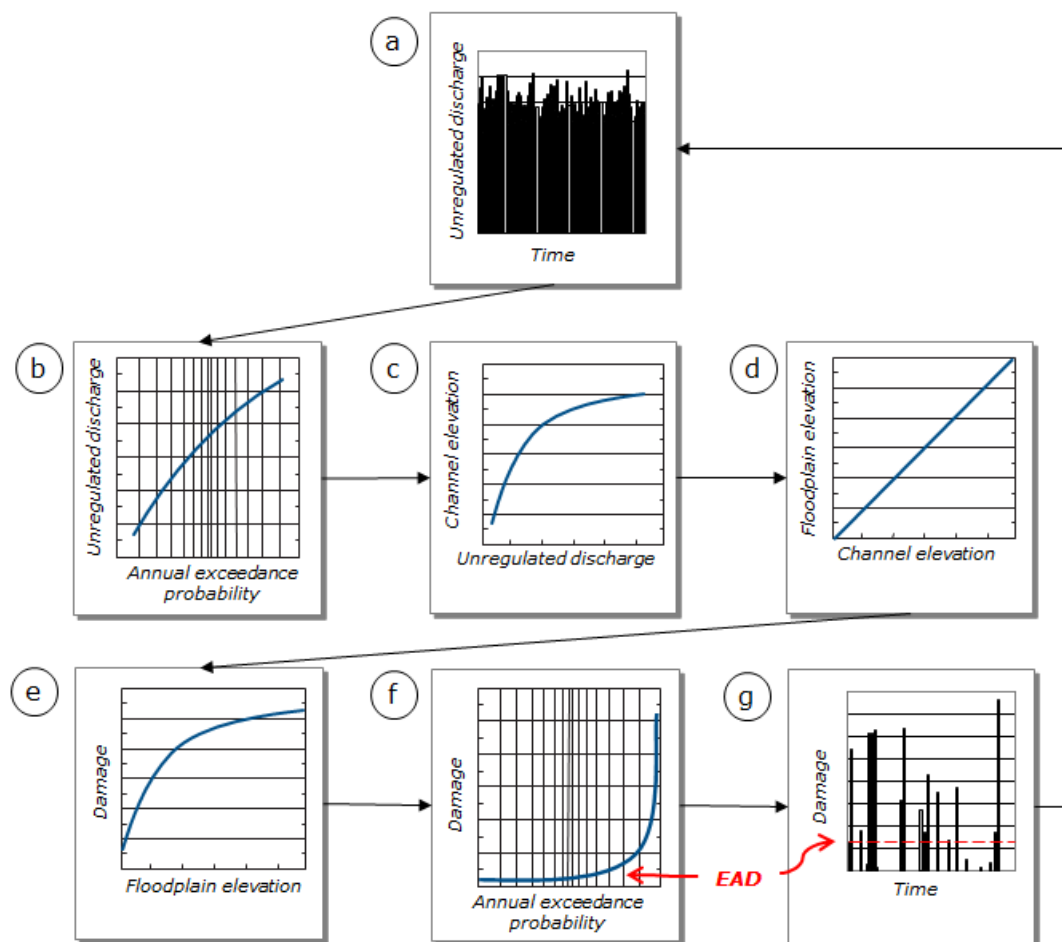 a
Unregulated discharge
Time
b
Unregulated discharge
Annual exceedance
probability
c
Channel elevation
Unregulated discharge
d
Floodplain elevation
Channel elevation
e
Damage
Floodplain elevation
f
Damage
Annual exceedance
probability
EAD
g
Damage
Time